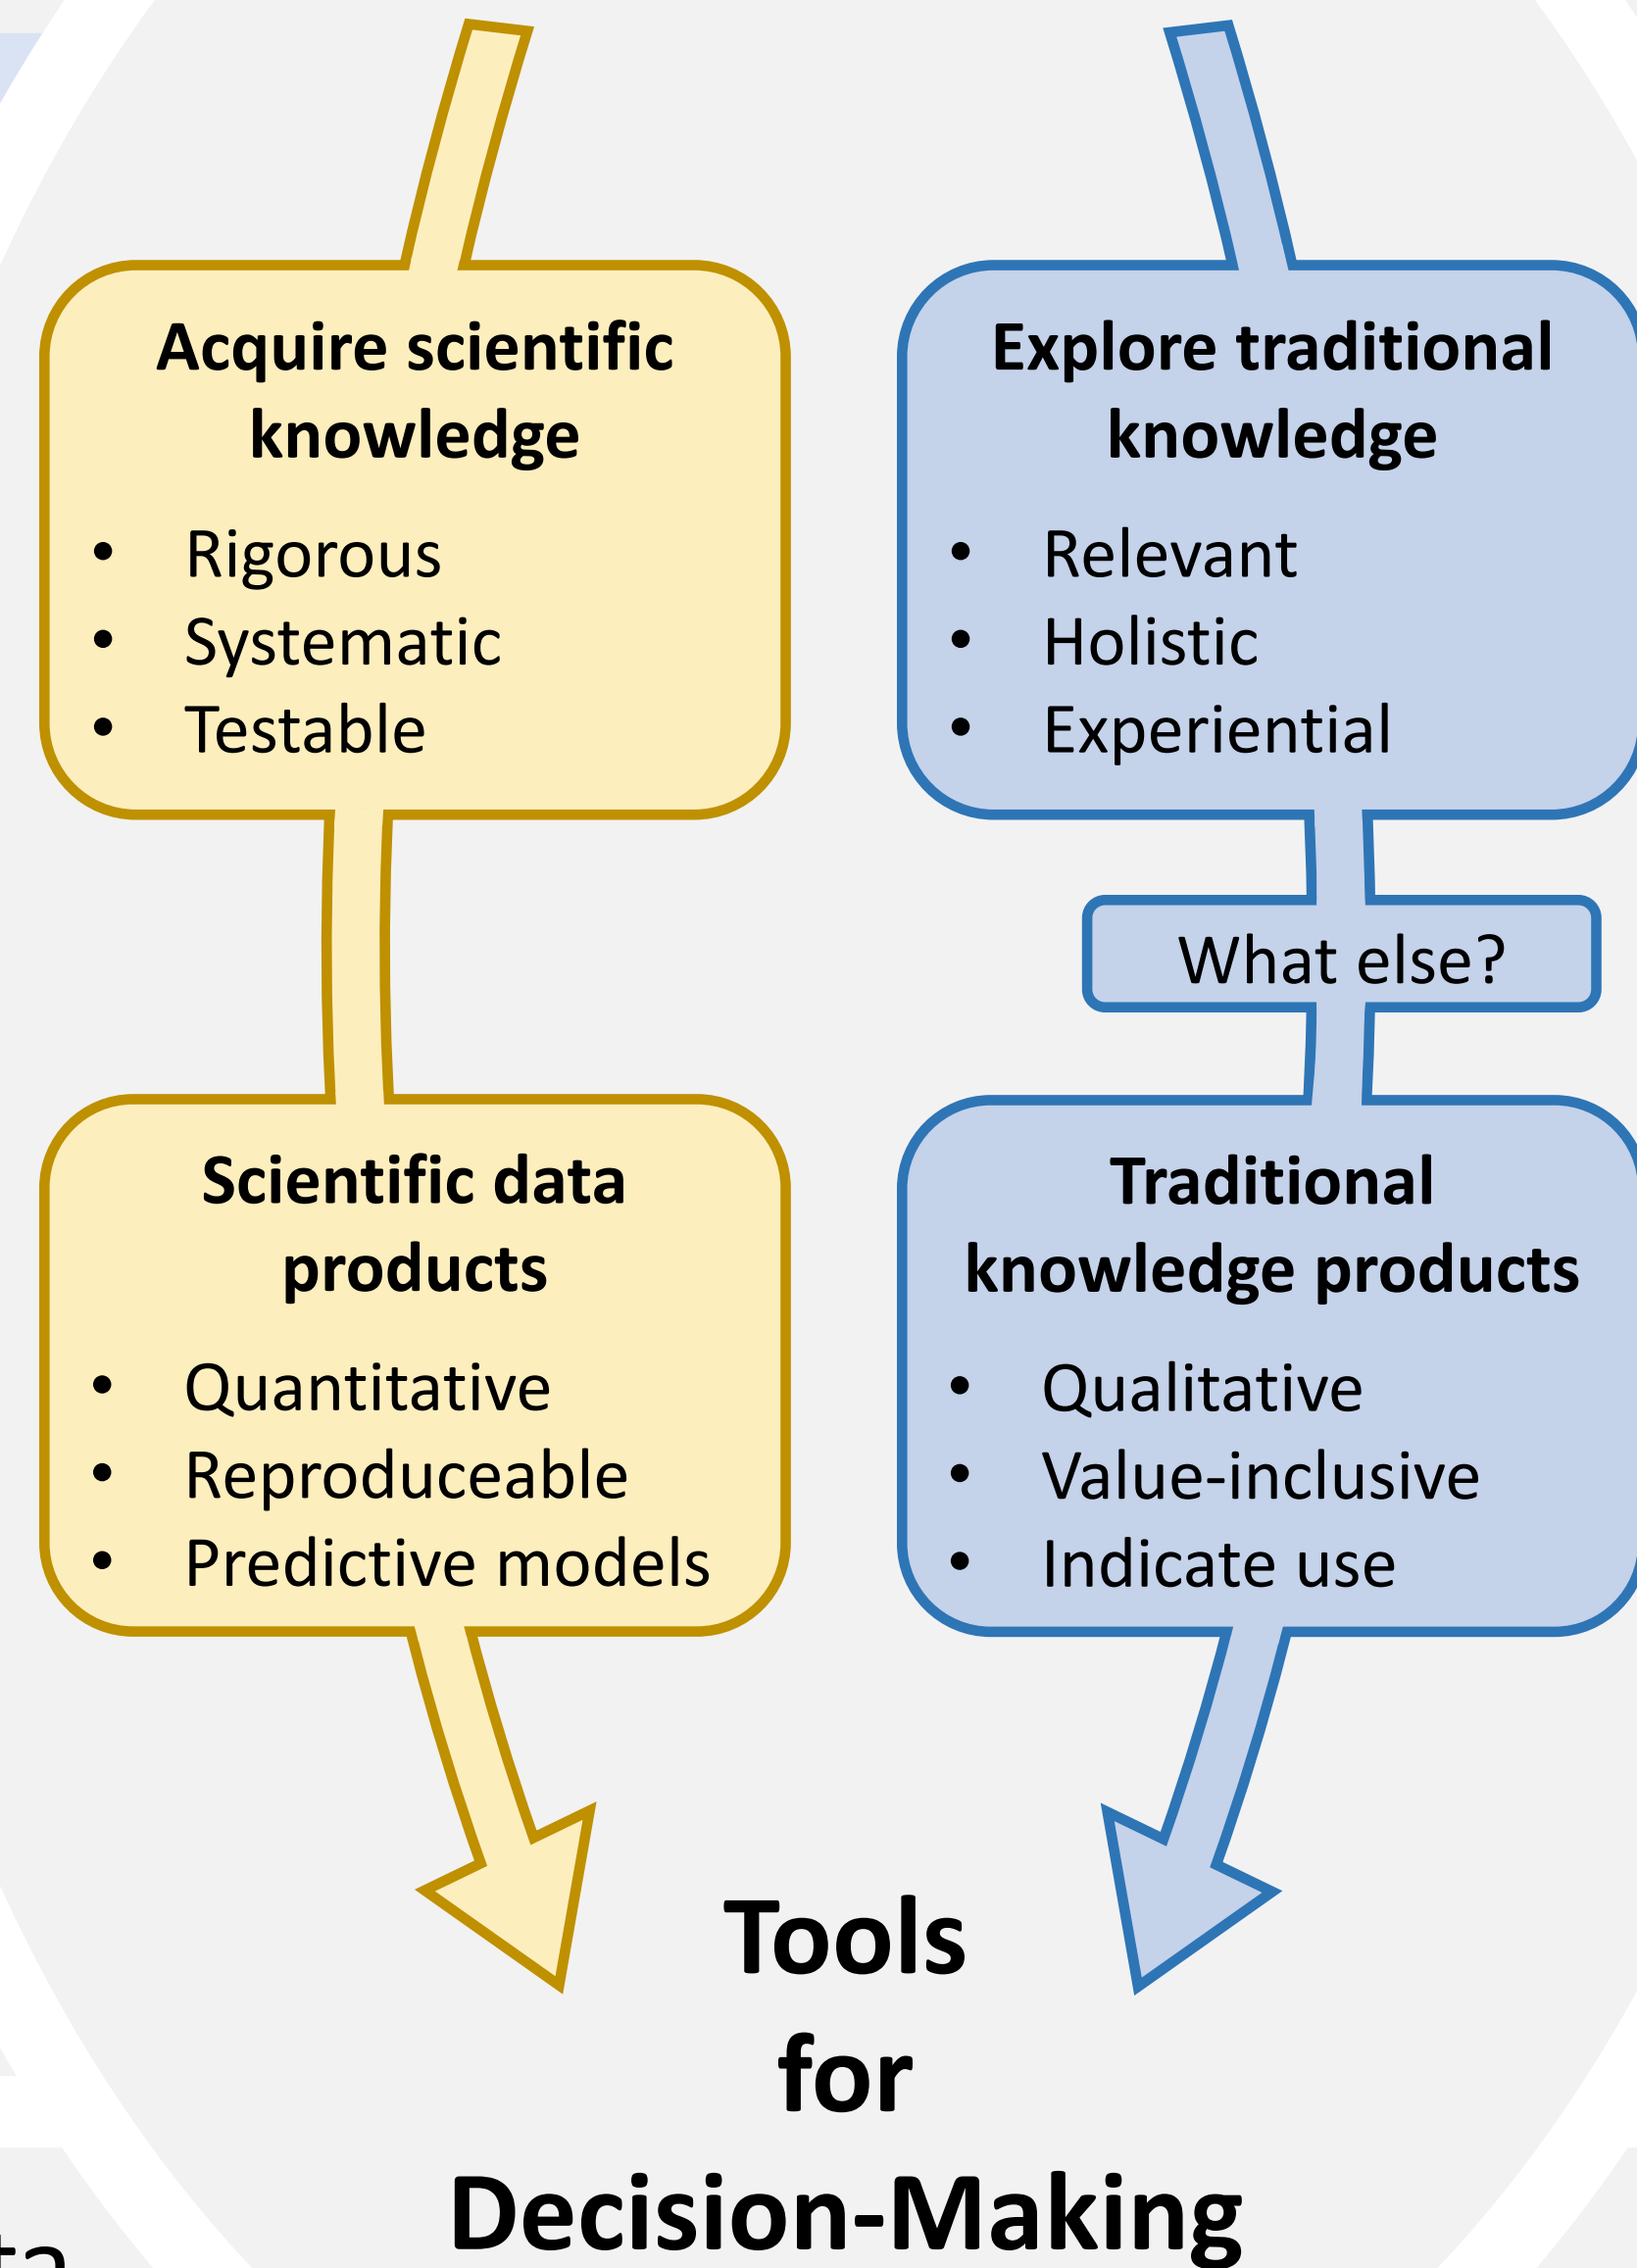 Acquire scientific
knowledge
• Rigorous
• Systematic
• Testable
Explore traditional
knowledge
• Relevant
• Holistic
• Experiential
What else?
Scientific data
products
• Quantitative
• Reproduceable
• Predictive models
Traditional
knowledge products
• Qualitative
• Value-inclusive
• Indicate use
Tools
for
Decision-Making